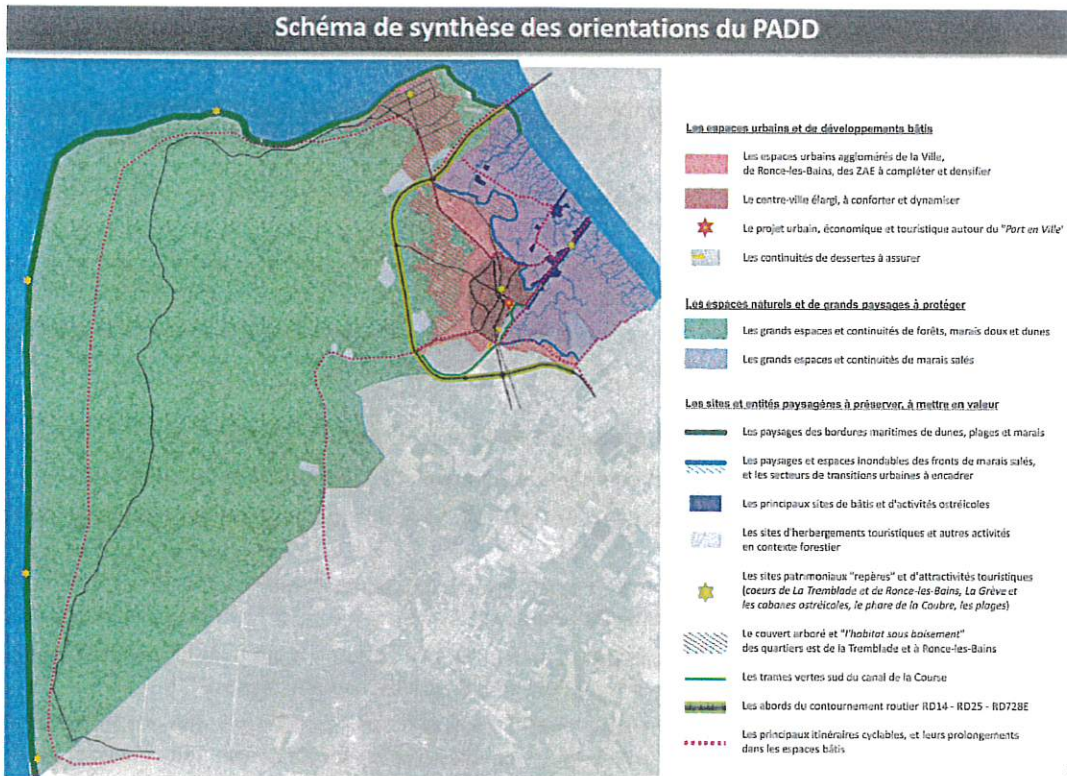 Schéma de synthèse des orientations du PADD
Les espaces urbains et de développements bâtis
Les espaces urbains agglomérés de la Ville,
de Ronce-les-Bains, des ZAE à compléter et densifier
Le centre-ville élargi, à conforter et dynamiser
Le projet urbain, économique et touristique autour du "Port en Ville"
Les continuités de dessertes à assurer
Les espaces naturels et de grands paysages à protéger
Les grands espaces et continuités de forêts, marais doux et dunes
Les grands espaces et continuités de marais salés
Les sites et entités paysagères à préserver, à mettre en valeur
Les paysages des bordures maritimes de dunes, plages et marais
Les paysages et espaces inondables des fronts de marais salés,
et les secteurs de transitions urbaines à encadrer
Les principaux sites de bâtis et d'activités ostréicoles
Les sites d'herbergements touristiques et autres activités
en contexte forestier
Les sites patrimoniaux "repères" et d'attractivités touristiques
(coeurs de La Tremblade et de Ronce-les-Bains, La Grève et
les cabanes ostréicoles, le phare de la Coubre, les plages)
Le couvert arboré et "l'habitat sous boisement"
des quartiers est de la Tremblade et à Ronce-les-Bains
Les trames vertes sud du canal de la Course
Les abords du contournement routier RD14 - RD25 - RD728E
Les principaux itinéraires cyclables, et leurs prolongements
dans les espaces bâtis